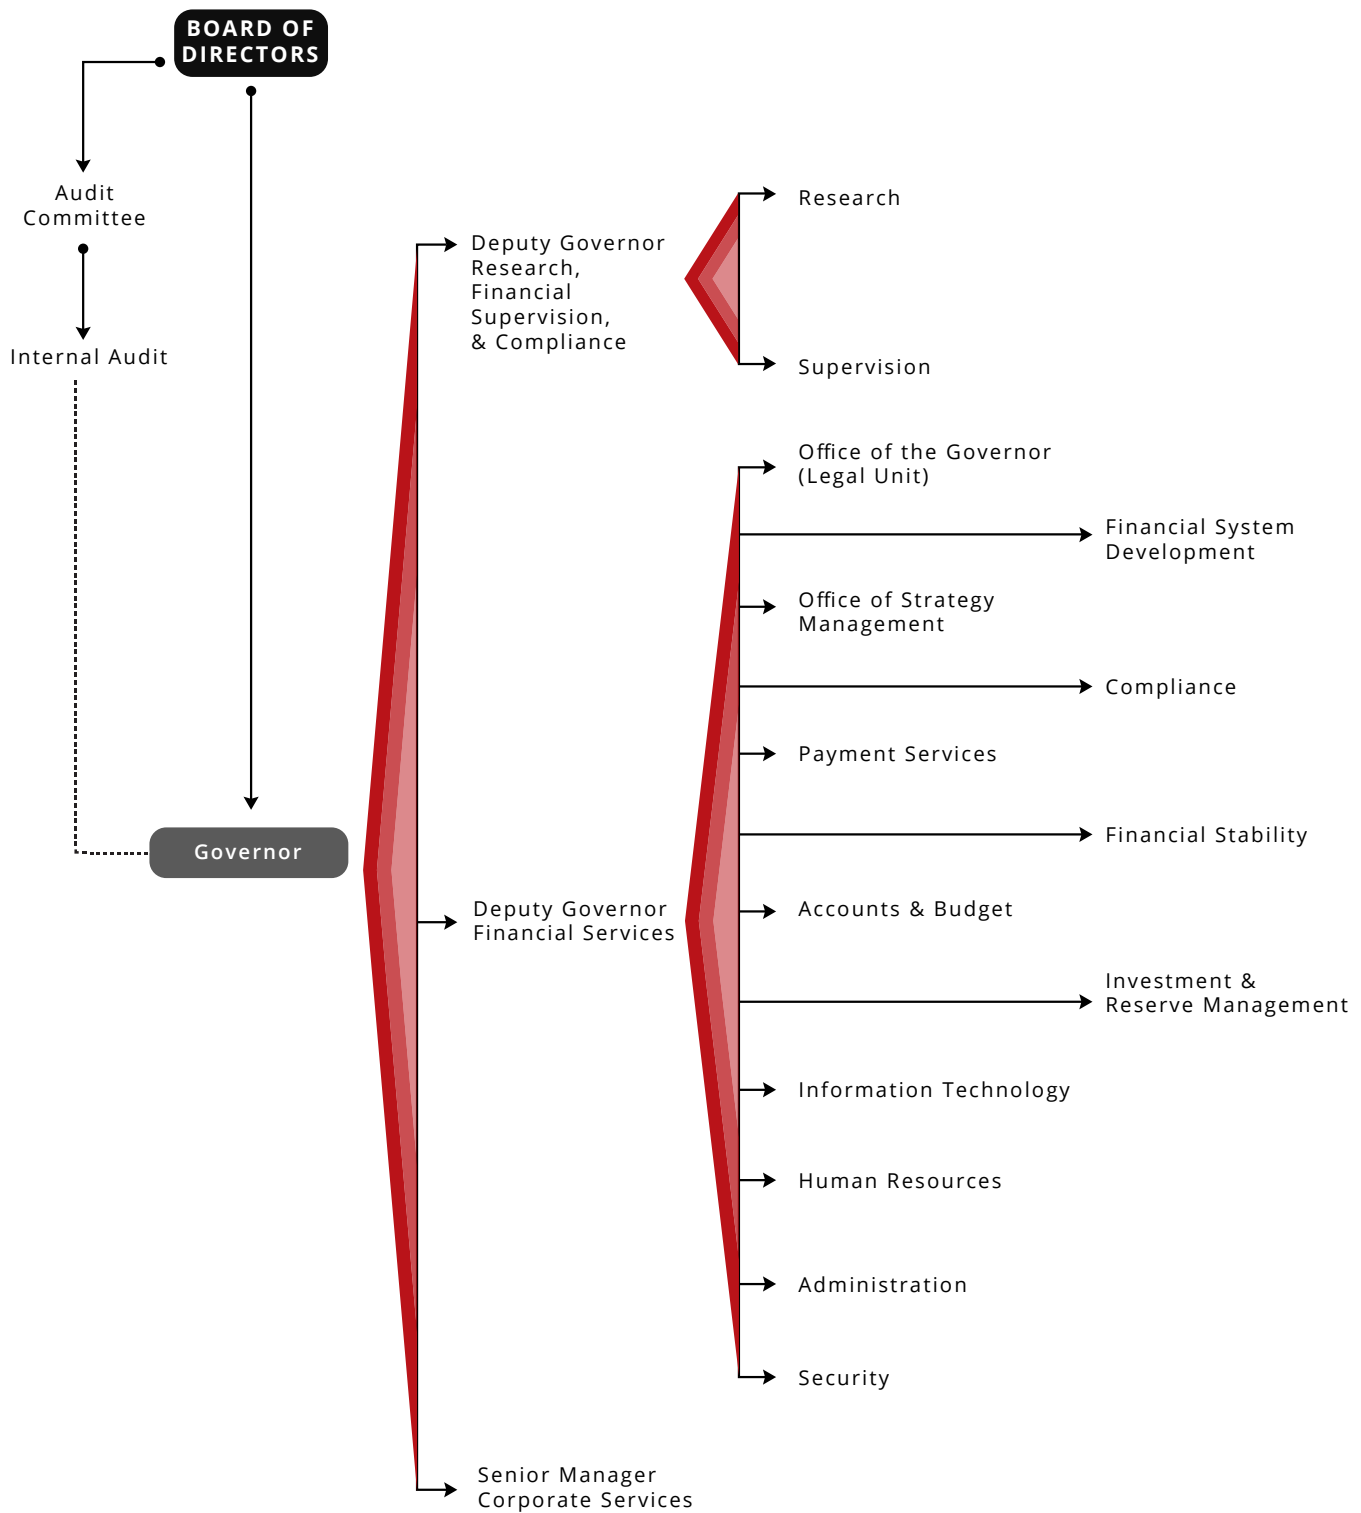 BOARD OF
DIRECTORS
Audit
Committee
Internal Audit
Governor
Deputy Governor
Research,
Financial
Supervision,
& Compliance
Research
Supervision
Deputy Governor
Financial Services
Office of the Governor
(Legal Unit)
Financial System
Development
Office of Strategy
Management
Compliance
Payment Services
Financial Stability
Accounts & Budget
Investment &
Reserve Management
Information Technology
Human Resources
Administration
Security
Senior Manager
Corporate Services